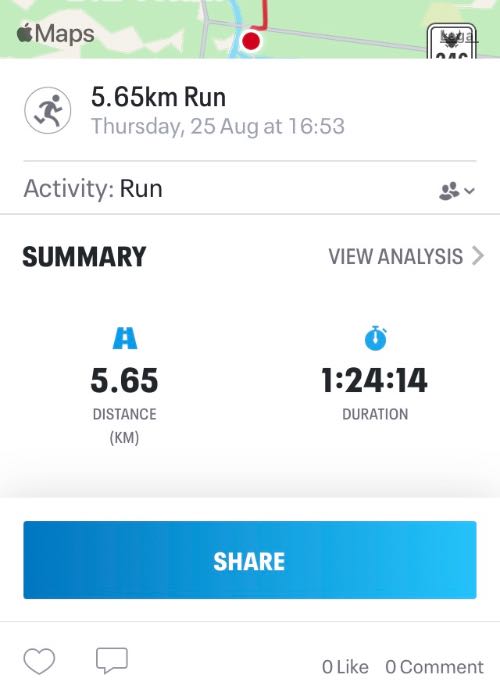 Maps
5.65km Run
Thursday, 25 Aug at 16:53
Activity: Run
SUMMARY
VIEW ANALYSIS
5.65
1:24:14
DISTANCE
DURATION
(KM)
SHARE
0 Like 0 Comment